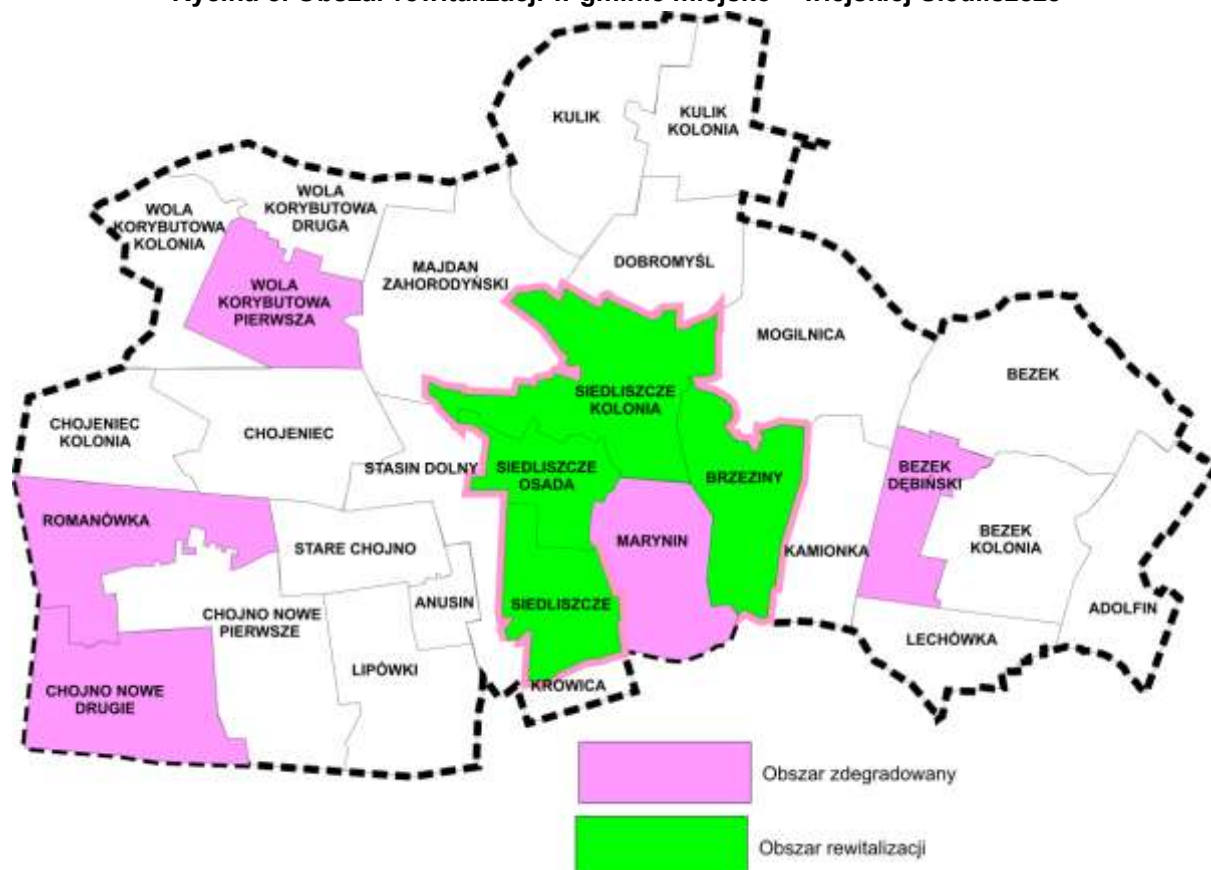 KULIK
KULIK
KOLONIA
WOLA
KORYBUTOWA
DRUGA
WOLA
KORYBUTOWA
KOLONIA
MAJDAN
ZAHORODYŃSKI
DOBROMYŚL
WOLA
KORYBUTOWA
PIERWSZA
MOGILNICA
BEZEK
SIEDLISZCZE
KOLONIA
CHOJENIEC
KOLONIA
CHOJENIEC
STASIN DOLNY
SIEDLISZCZE
OSADA
BRZEZINY
BEZEK
DĘBIŃSKI
ROMANÓWKA
STARE CHOJNO
MARYNIN
KAMIONKA
BEZEK
KOLONIA
ANUSIN
SIEDLISZCZE
ADOLFIN
CHOJNO NOWE
PIERWSZE
LECHÓWKA
LIPÓWKI
CHOJNO NOWE
DRUGIE
KROWICA
Obszar zdegradowany
Obszar rewitalizacji